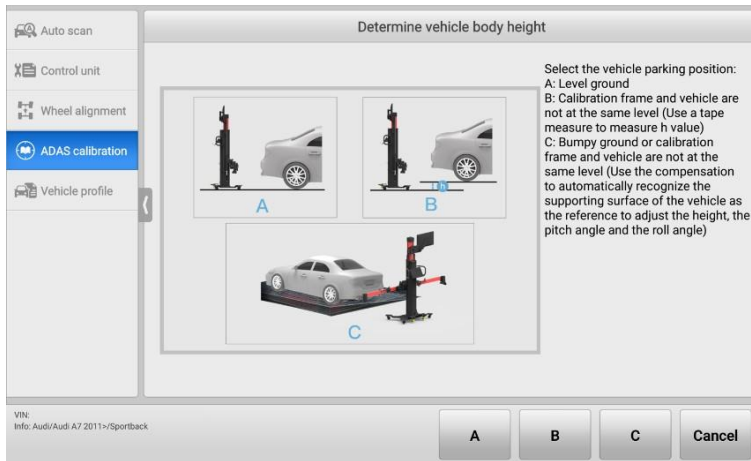 Auto scan
Control unit
Wheel alignment
ADAS calibration
Vehicle profile
Determine vehicle body height
A
B
h
C
Select the vehicle parking position:
A: Level ground
B: Calibration frame and vehicle are
not at the same level (Use a tape
measure to measure h value)
C: Bumpy ground or calibration
frame and vehicle are not at the
same level (Use the compensation
to automatically recognize the
supporting surface of the vehicle as
the reference to adjust the height, the
pitch angle and the roll angle)
VIN:
Info: Audi/Audi A7 2011>/Sportback
A
B
C
Cancel